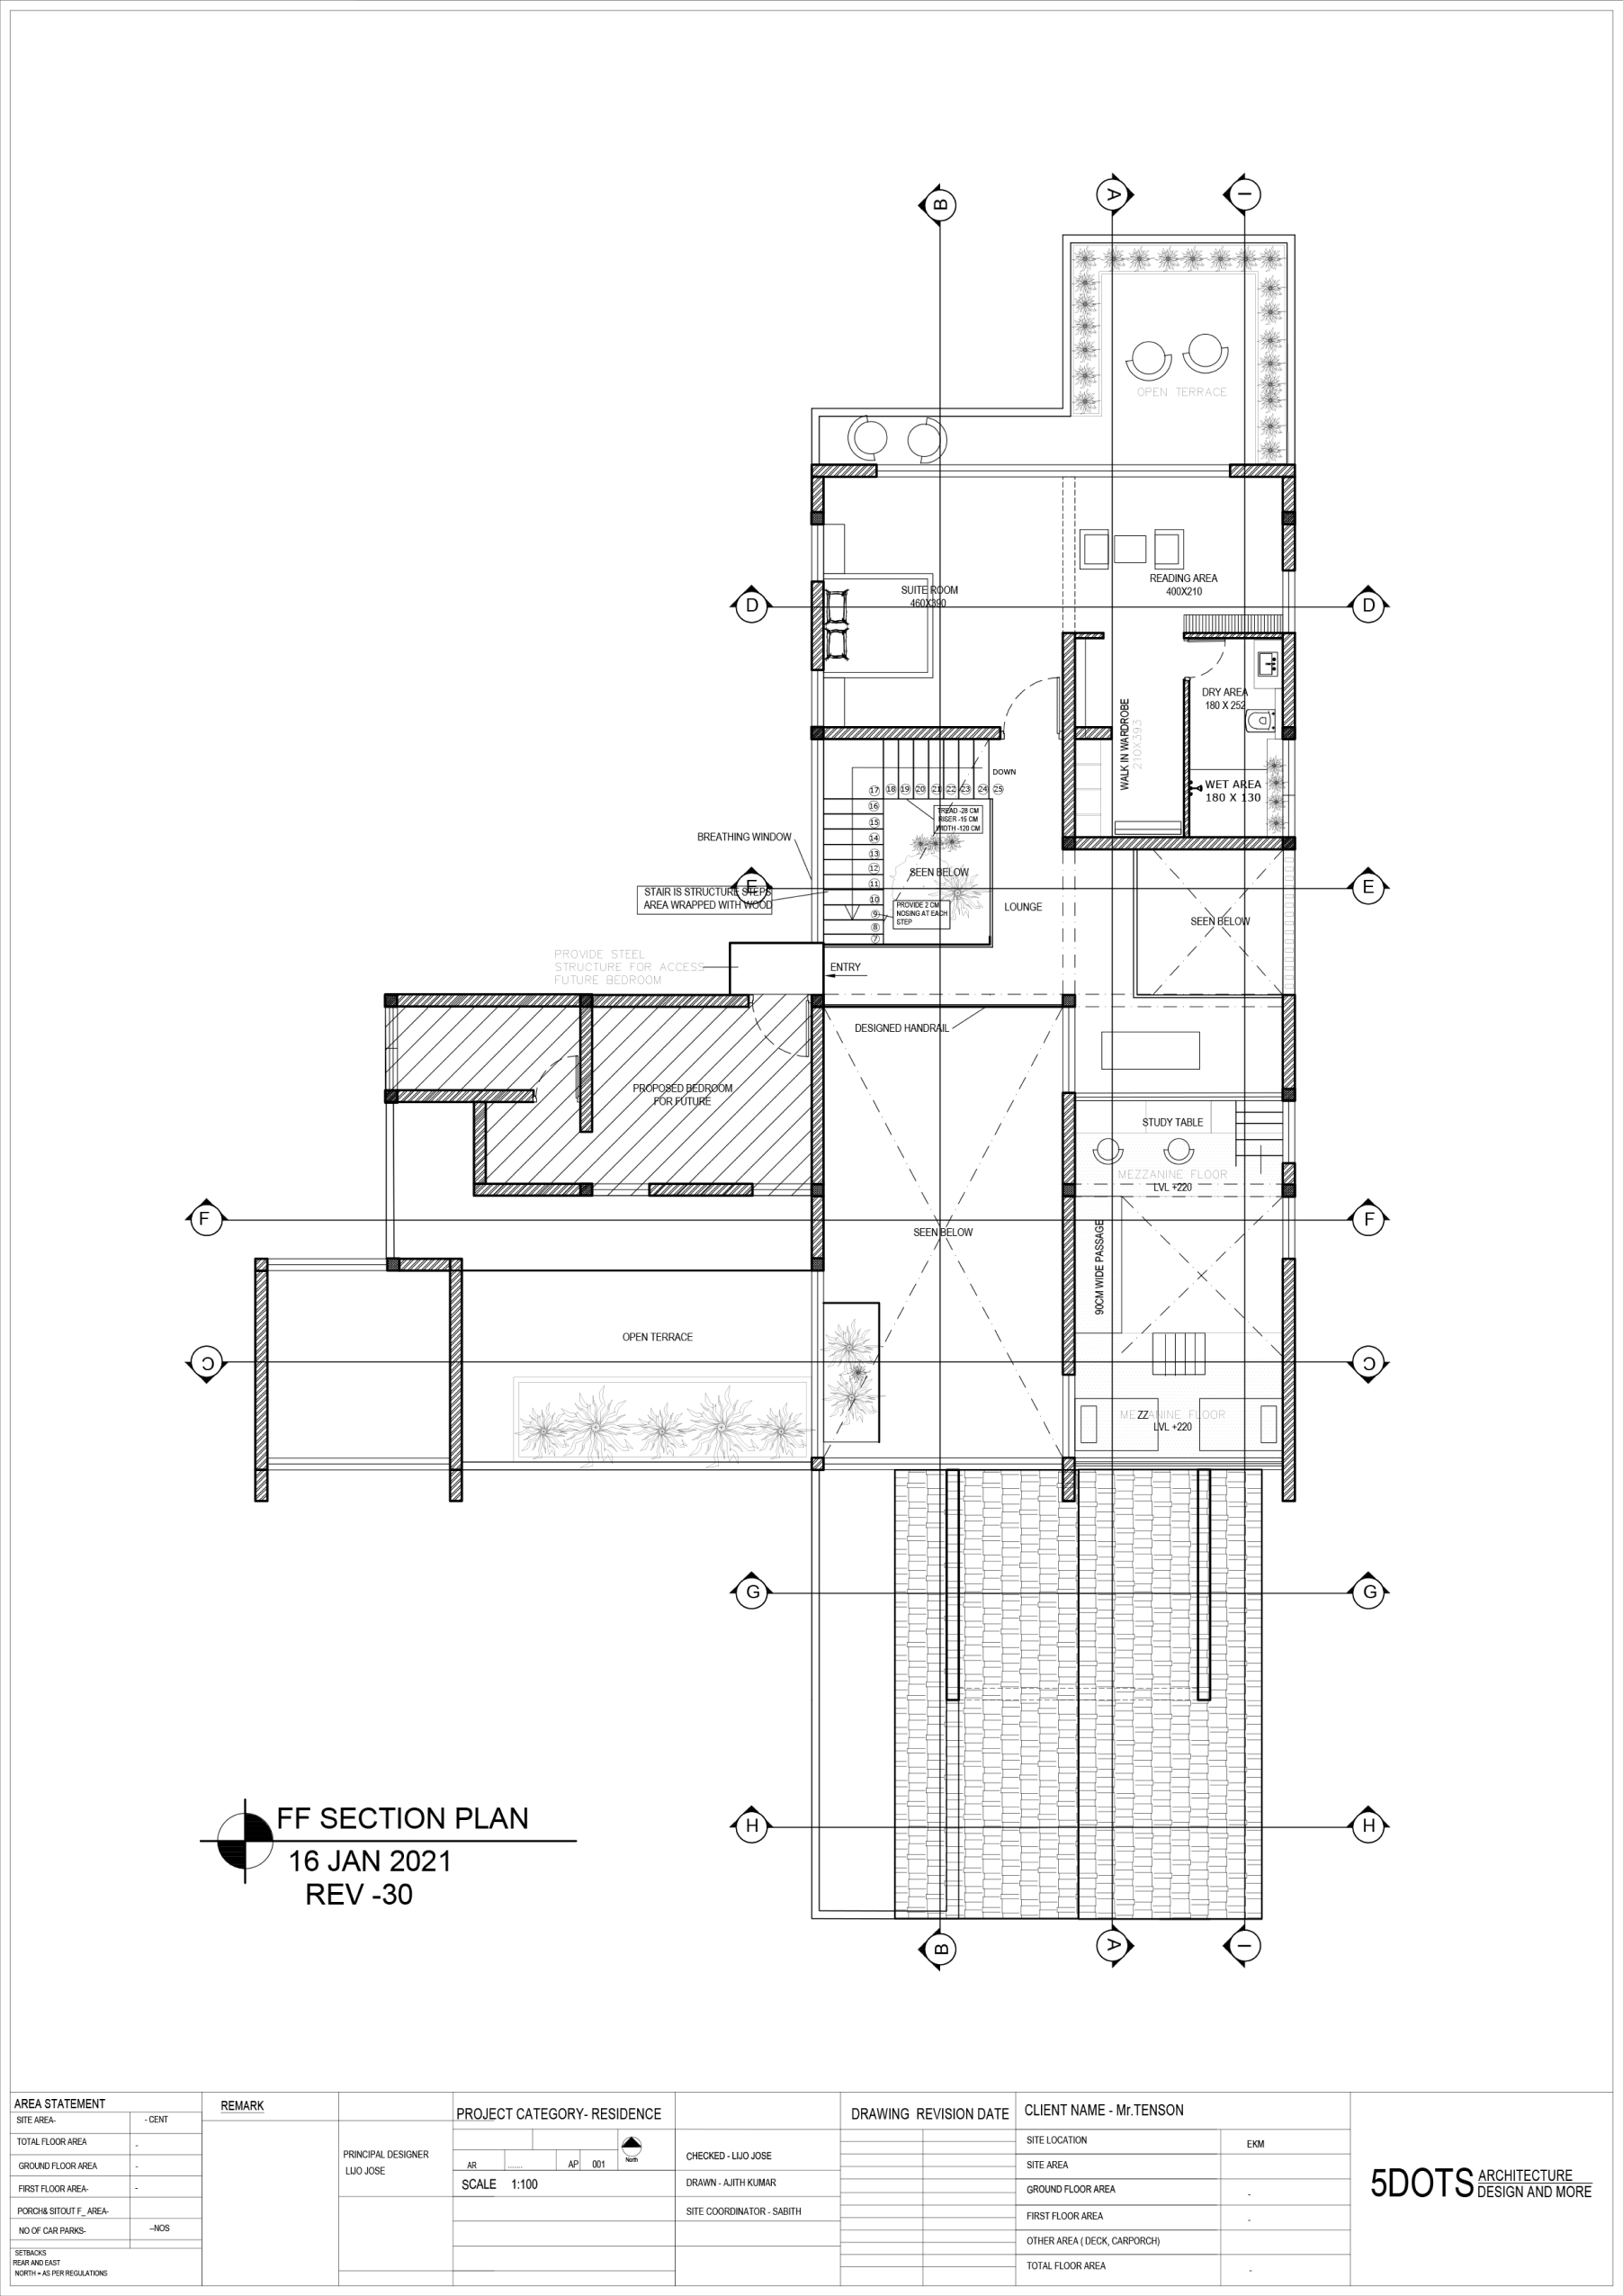 B
A
I
OPEN TERRACE
READING AREA
400X210
SUITE ROOM
460X390
D
D
DRY AREA
180 X 252
WALK IN WARDROBE
210X393
WET AREA
180 X 130
DOWN
17 18 19 20 21 22 23 24 25
16
15
14
13
12
11
10
9
8
7
TREAD -28 CM
RISER -15 CM
WIDTH -120 CM
BREATHING WINDOW
SEEN BELOW
E
E
STAIR IS STRUCTURE STEPS
AREA WRAPPED WITH WOOD
PROVIDE 2 CM
NOSING AT EACH
STEP
LOUNGE
SEEN BELOW
PROVIDE STEEL
STRUCTURE FOR ACCESS
FUTURE BEDROOM
ENTRY
DESIGNED HANDRAIL
PROPOSED BEDROOM
FOR FUTURE
STUDY TABLE
MEZZANINE FLOOR
LVL +220
F
F
SEEN BELOW
90CM WIDE PASSAGE
OPEN TERRACE
C
C
MEZZANINE FLOOR
LVL +220
G
G
H
H
B
A
I
FF SECTION PLAN
16 JAN 2021
REV -30
AREA STATEMENT
SITE AREA- - CENT
TOTAL FLOOR AREA -
GROUND FLOOR AREA -
FIRST FLOOR AREA- -
PORCH& SITOUT F_ AREA-
NO OF CAR PARKS- --NOS
SETBACKS
REAR AND EAST
NORTH = AS PER REGULATIONS
REMARK
PRINCIPAL DESIGNER
LIJO JOSE
PROJECT CATEGORY- RESIDENCE
AR ....... AP 001
North
SCALE 1:100
CHECKED - LIJO JOSE
DRAWN - AJITH KUMAR
SITE COORDINATOR - SABITH
DRAWING REVISION DATE
CLIENT NAME - Mr.TENSON
SITE LOCATION EKM
SITE AREA
GROUND FLOOR AREA -
FIRST FLOOR AREA -
OTHER AREA ( DECK, CARPORCH)
TOTAL FLOOR AREA -
5DOTS ARCHITECTURE
DESIGN AND MORE